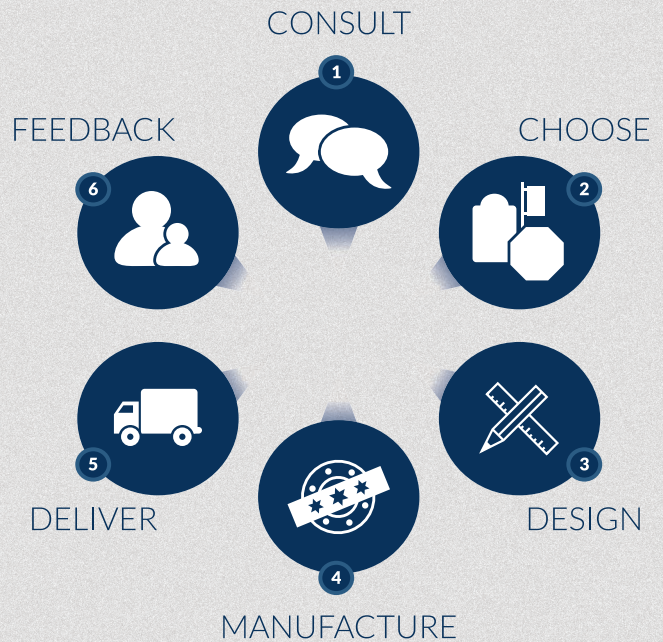 CONSULT
1
CHOOSE
2
3
DESIGN
4
MANUFACTURE
5
DELIVER
FEEDBACK
6